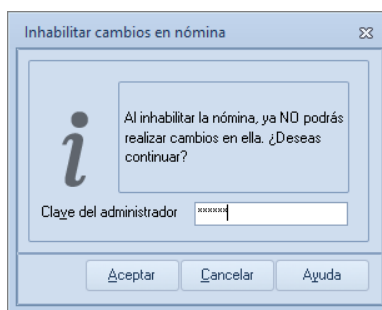 Inhabilitar cambios en nómina
Al inhabilitar la nómina, ya NO podrás
realizar cambios en ella. ¿Deseas
continuar?
Clave del administrador ******
Aceptar Cancelar Ayuda